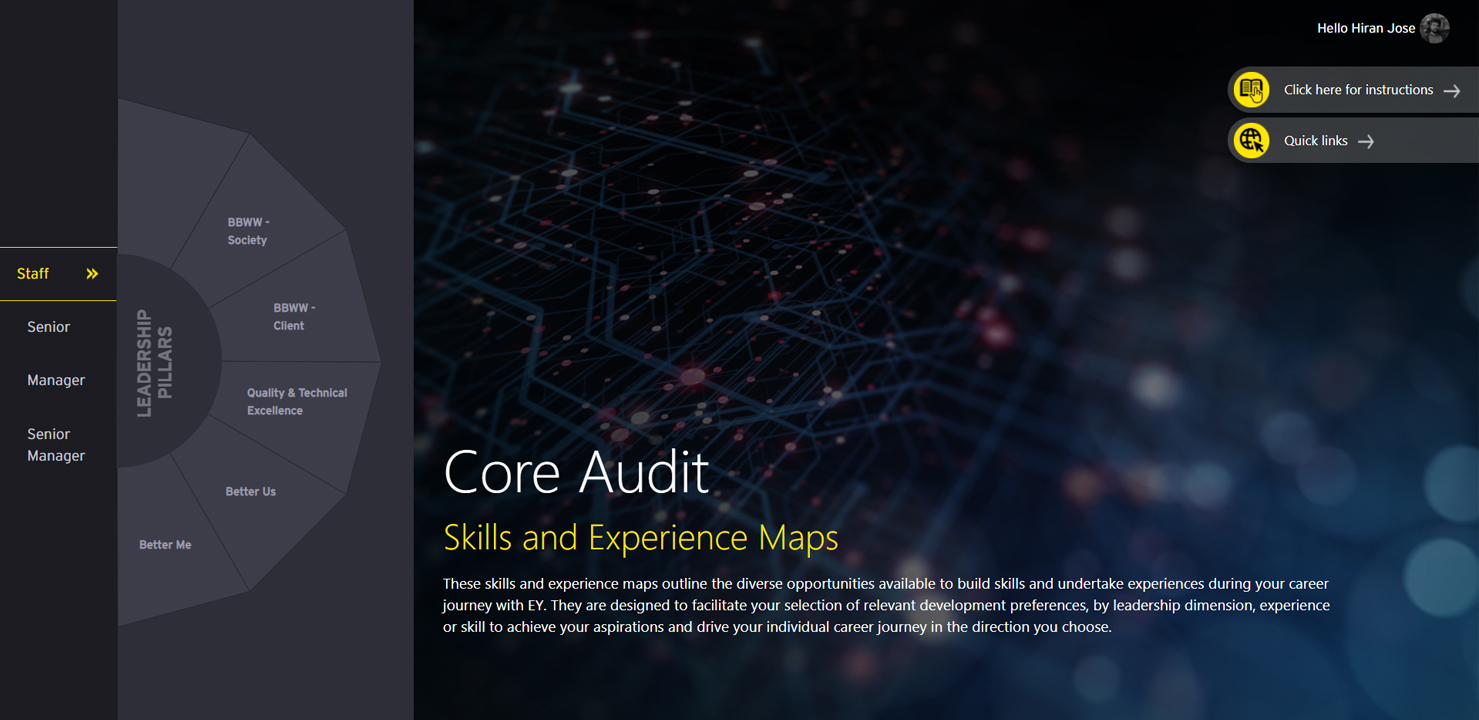 Hello Hiran Jose
Click here for instructions
Quick links
Staff
Senior
Manager
Senior
Manager
LEADERSHIP
PILLARS
BBWW -
Society
BBWW -
Client
Quality & Technical
Excellence
Better Us
Better Me
Core Audit
Skills and Experience Maps
These skills and experience maps outline the diverse opportunities available to build skills and undertake experiences during your career
journey with EY. They are designed to facilitate your selection of relevant development preferences, by leadership dimension, experience
or skill to achieve your aspirations and drive your individual career journey in the direction you choose.